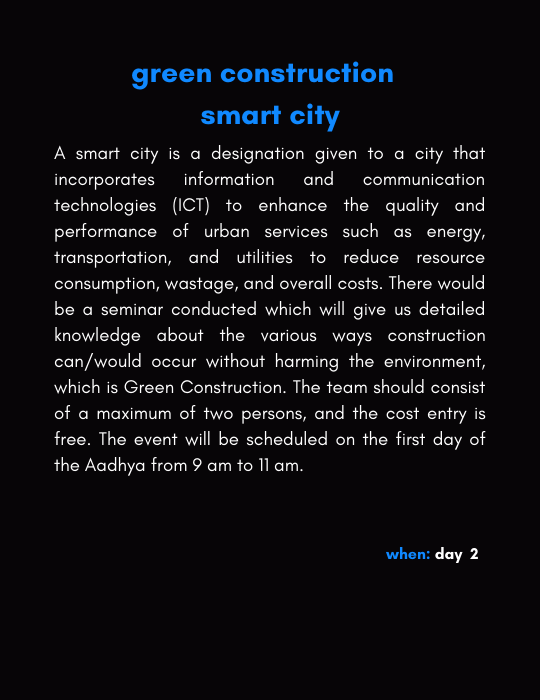 green construction
smart city
A smart city is a designation given to a city that
incorporates information and communication
technologies (ICT) to enhance the quality and
performance of urban services such as energy,
transportation, and utilities to reduce resource
consumption, wastage, and overall costs. There would
be a seminar conducted which will give us detailed
knowledge about the various ways construction
can/would occur without harming the environment,
which is Green Construction. The team should consist
of a maximum of two persons, and the cost entry is
free. The event will be scheduled on the first day of
the Aadhya from 9 am to 11 am.
when: day 2